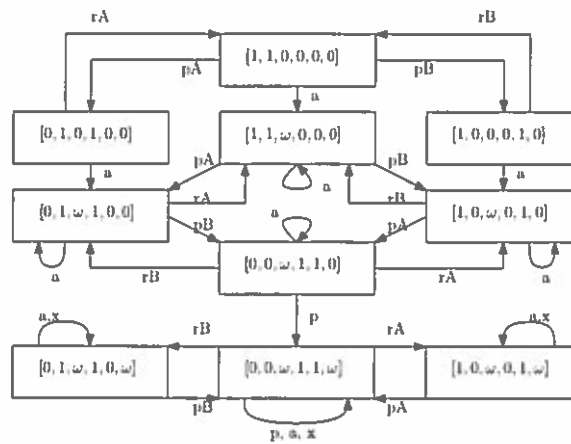 rA
rB
[1, 1, 0, 0, 0, 0]
pA
pB
a
[0, 1, 0, 1, 0, 0]
[1, 1, ω, 0, 0, 0]
[1, 0, 0, 0, 1, 0]
a
pA
pB
a
a
[0, 1, ω, 1, 0, 0]
rA
rB
[1, 0, ω, 0, 1, 0]
pB
a
pA
a
[0, 0, ω, 1, 1, 0]
a
rB
rA
p
a,x
rB
rA
a,x
[0, 1, ω, 1, 0, ω]
[0, 0, ω, 1, 1, ω]
[1, 0, ω, 0, 1, ω]
pB
pA
p, a, x